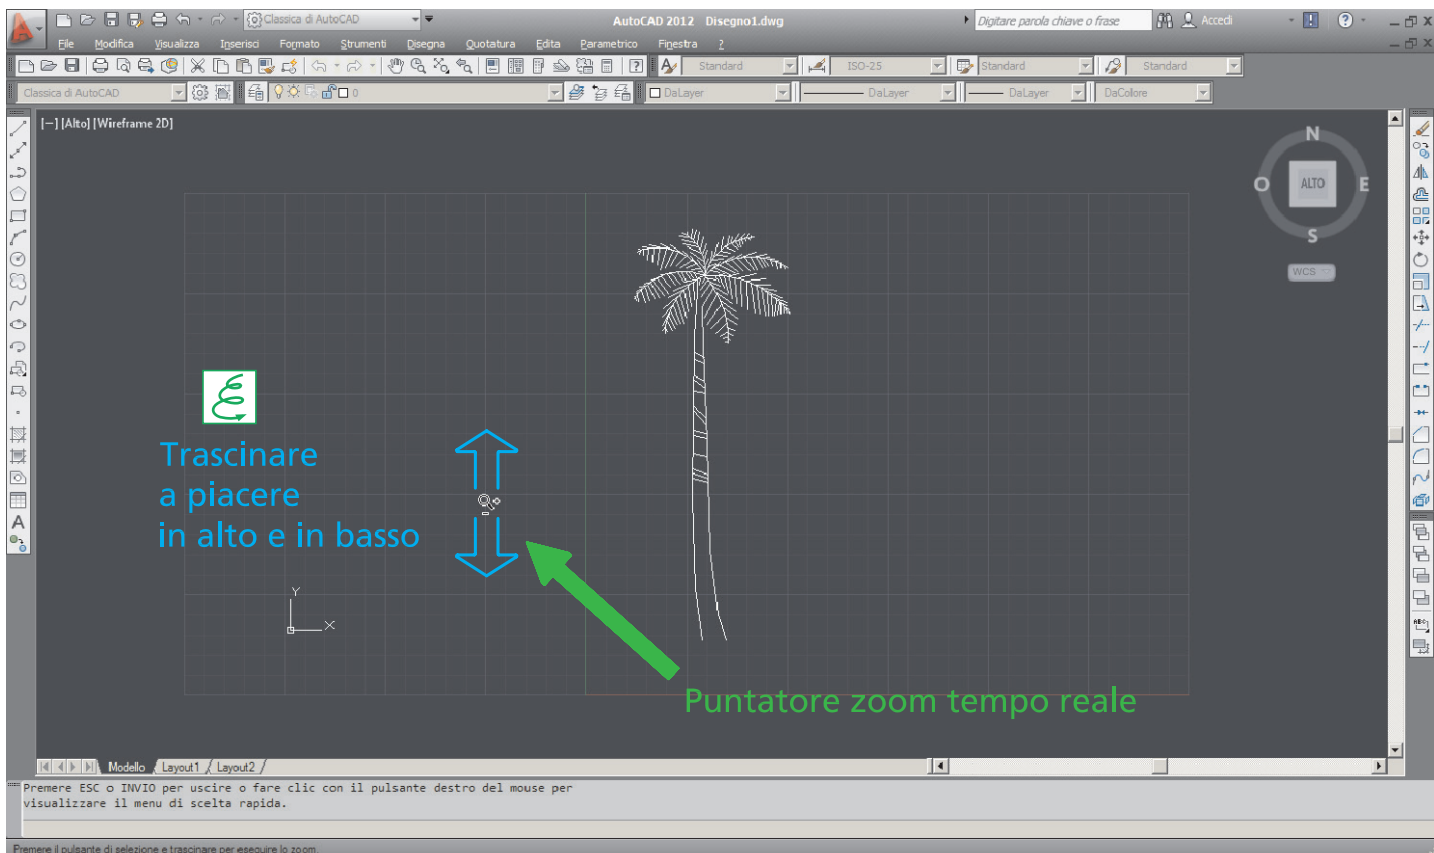 Classica di AutoCAD
AutoCAD 2012 Disegno1.dwg
Digitare parola chiave o frase
Accedi
File Modifica Visualizza Inserisci Formato Strumenti Disegna Quotatura Edita Parametrico Finestra ?
Standard ISO-25 Standard Standard
Classica di AutoCAD 0 DaLayer DaLayer DaLayer DaColore
[−] [Alto] [Wireframe 2D]
N
O ALTO E
S
WCS
Trascinare
a piacere
in alto e in basso
Y
X
Puntatore zoom tempo reale
Modello Layout1 Layout2
Premere ESC o INVIO per uscire o fare clic con il pulsante destro del mouse per
visualizzare il menu di scelta rapida.
Premere il pulsante di selezione e trascinare per eseguire lo zoom.